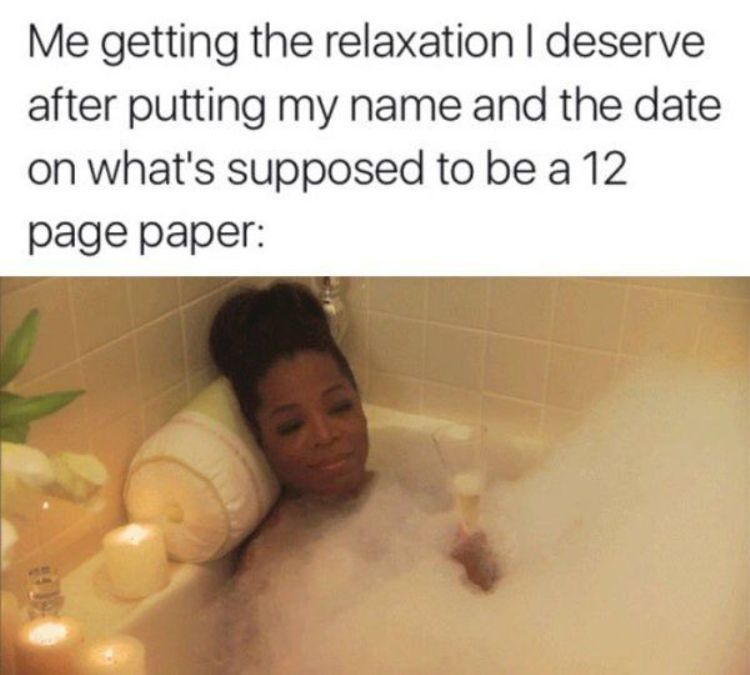 Me getting the relaxation I deserve
after putting my name and the date
on what's supposed to be a 12
page paper: